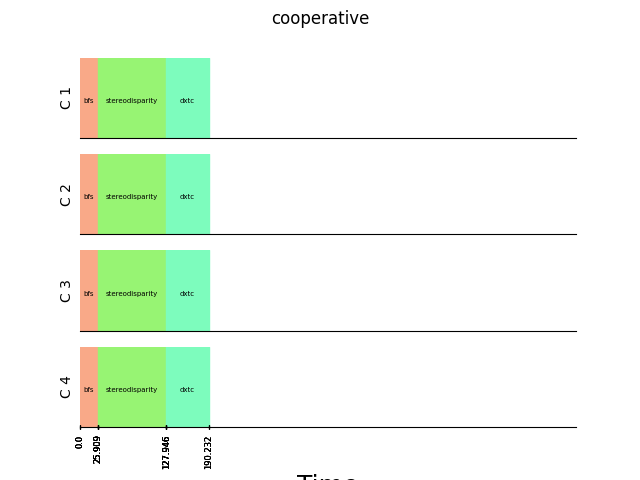 cooperative
C 1
bfs
stereodisparity
dxtc
C 2
bfs
stereodisparity
dxtc
C 3
bfs
stereodisparity
dxtc
C 4
bfs
stereodisparity
dxtc
0.0
25.909
127.946
190.232
Time